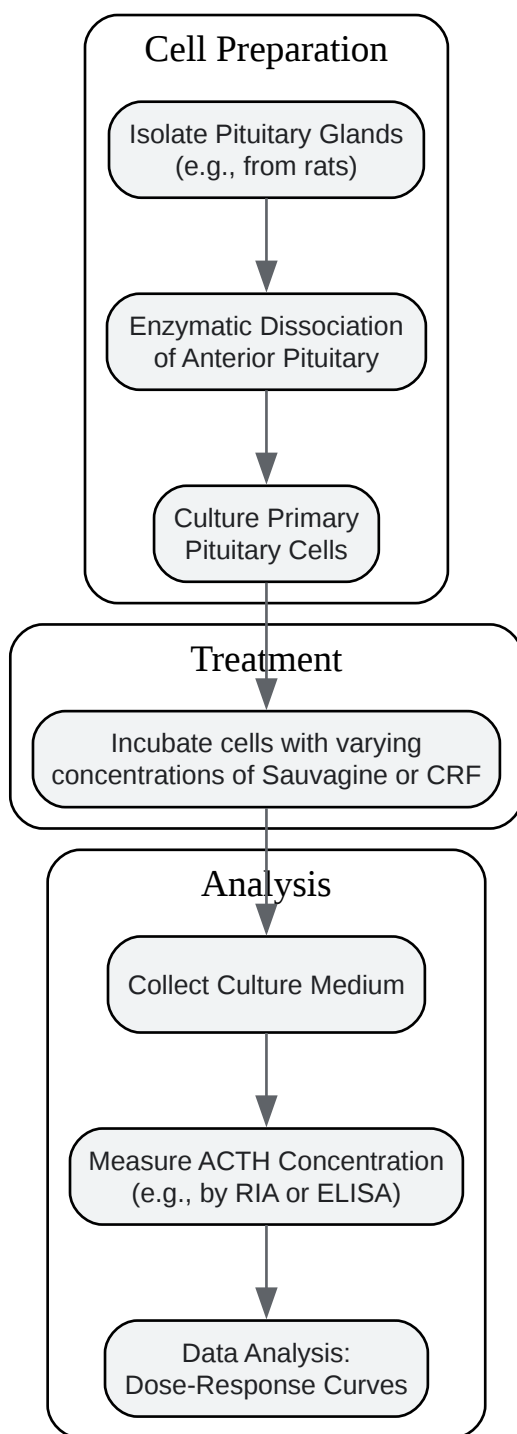 Cell Preparation
Isolate Pituitary Glands
(e.g., from rats)
Enzymatic Dissociation
of Anterior Pituitary
Culture Primary
Pituitary Cells
Treatment
Incubate cells with varying
concentrations of Sauvagine or CRF
Analysis
Collect Culture Medium
Measure ACTH Concentration
(e.g., by RIA or ELISA)
Data Analysis:
Dose-Response Curves